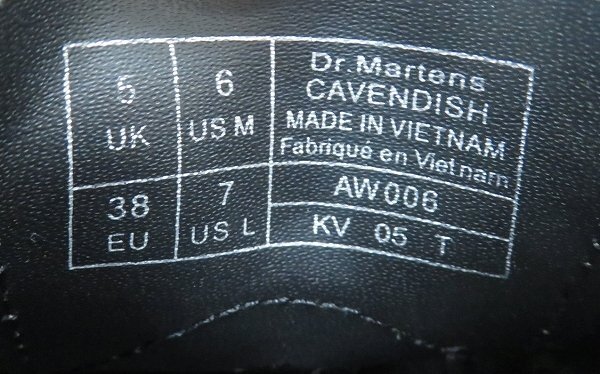 5
UK
6
US M
38
EU
7
US L
Dr.Martens
CAVENDISH
MADE IN VIETNAM
Fabriqué en Vietnam
AW006
KV 05 T